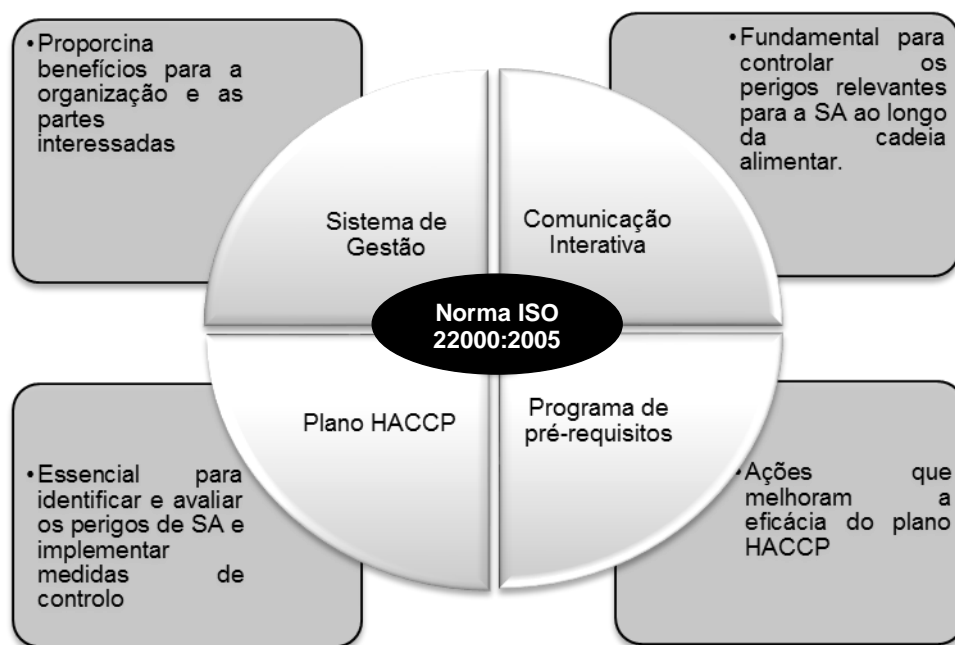 •Proporcina
benefícios para a
organização e as
partes
interessadas
•Fundamental para
controlar os
perigos relevantes
para a SA ao longo
da cadeia
alimentar.
Sistema de
Gestão
Comunicação
Interativa
Norma ISO
22000:2005
Plano HACCP
Programa de
pré-requisitos
•Essencial para
identificar e avaliar
os perigos de SA e
implementar
medidas de
controlo
•Ações que
melhoram a
eficácia do plano
HACCP